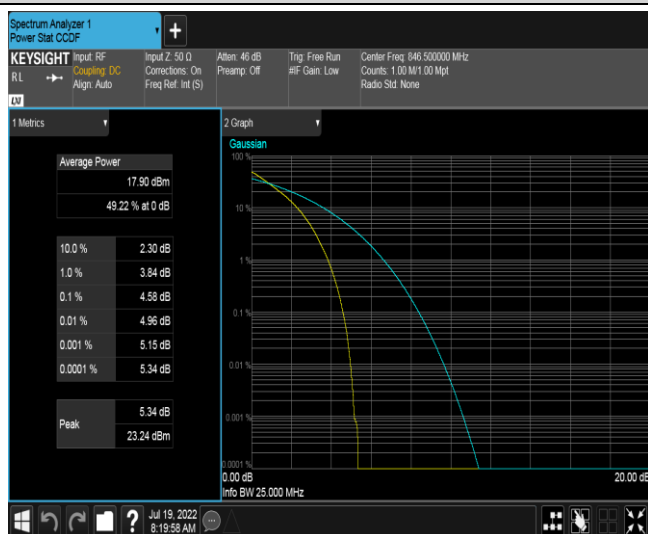 Spectrum Analyzer 1
Power Stat CCDF
KEYSIGHT
RL
LXI
Input: RF
Coupling: DC
Align: Auto
Input Z: 50 Ω
Corrections: On
Freq Ref: Int (S)
Atten: 46 dB
Preamp: Off
Trig: Free Run
#IF Gain: Low
Center Freq: 846.500000 MHz
Counts: 1.00 M/1.00 Mpt
Radio Std: None
1 Metrics
Average Power
17.90 dBm
49.22 % at 0 dB
10.0 % 2.30 dB
1.0 % 3.84 dB
0.1 % 4.58 dB
0.01 % 4.96 dB
0.001 % 5.15 dB
0.0001 % 5.34 dB
Peak
5.34 dB
23.24 dBm
2 Graph
Gaussian
100 %
10 %
1 %
0.1 %
0.01 %
0.001 %
0.0001 %
0.00 dB
20.00 dB
Info BW 25.000 MHz
Jul 19, 2022
8:19:58 AM